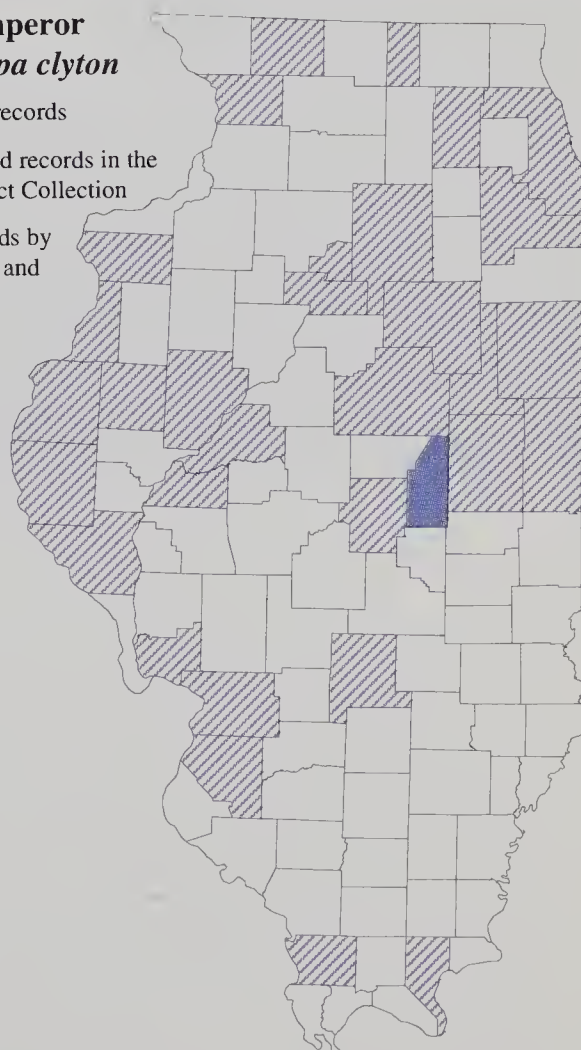 nperor
pa clyton
records
d records in the
ct Collection
ds by
and